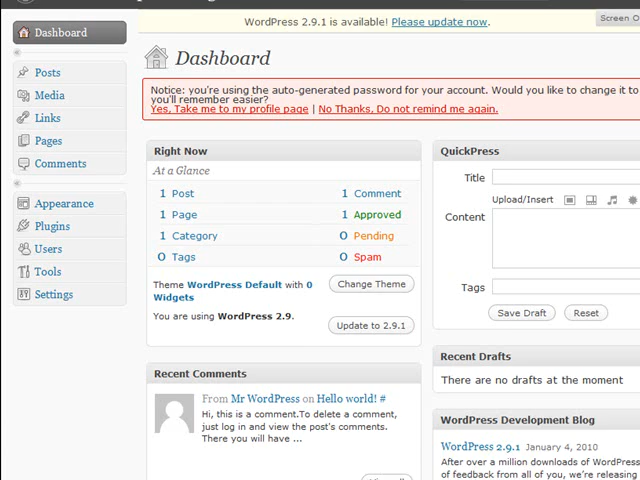 WordPress 2.9.1 is available! Please update now.
Screen O
Dashboard
Posts
Media
Links
Pages
Comments
Appearance
Plugins
Users
Tools
Settings
Dashboard
Notice: you're using the auto-generated password for your account. Would you like to change it to
you'll remember easier?
Yes, Take me to my profile page | No Thanks, Do not remind me again.
Right Now
At a Glance
1 Post 1 Comment
1 Page 1 Approved
1 Category 0 Pending
0 Tags 0 Spam
Theme WordPress Default with 0
Widgets
Change Theme
You are using WordPress 2.9.
Update to 2.9.1
Recent Comments
From Mr WordPress on Hello world! #
Hi, this is a comment.To delete a comment,
just log in and view the post's comments.
There you will have ...
QuickPress
Title
Upload/Insert
Content
Tags
Save Draft
Reset
Recent Drafts
There are no drafts at the moment
WordPress Development Blog
WordPress 2.9.1 January 4, 2010
After over a million downloads of WordPress
of feedback from all of you, we're releasing